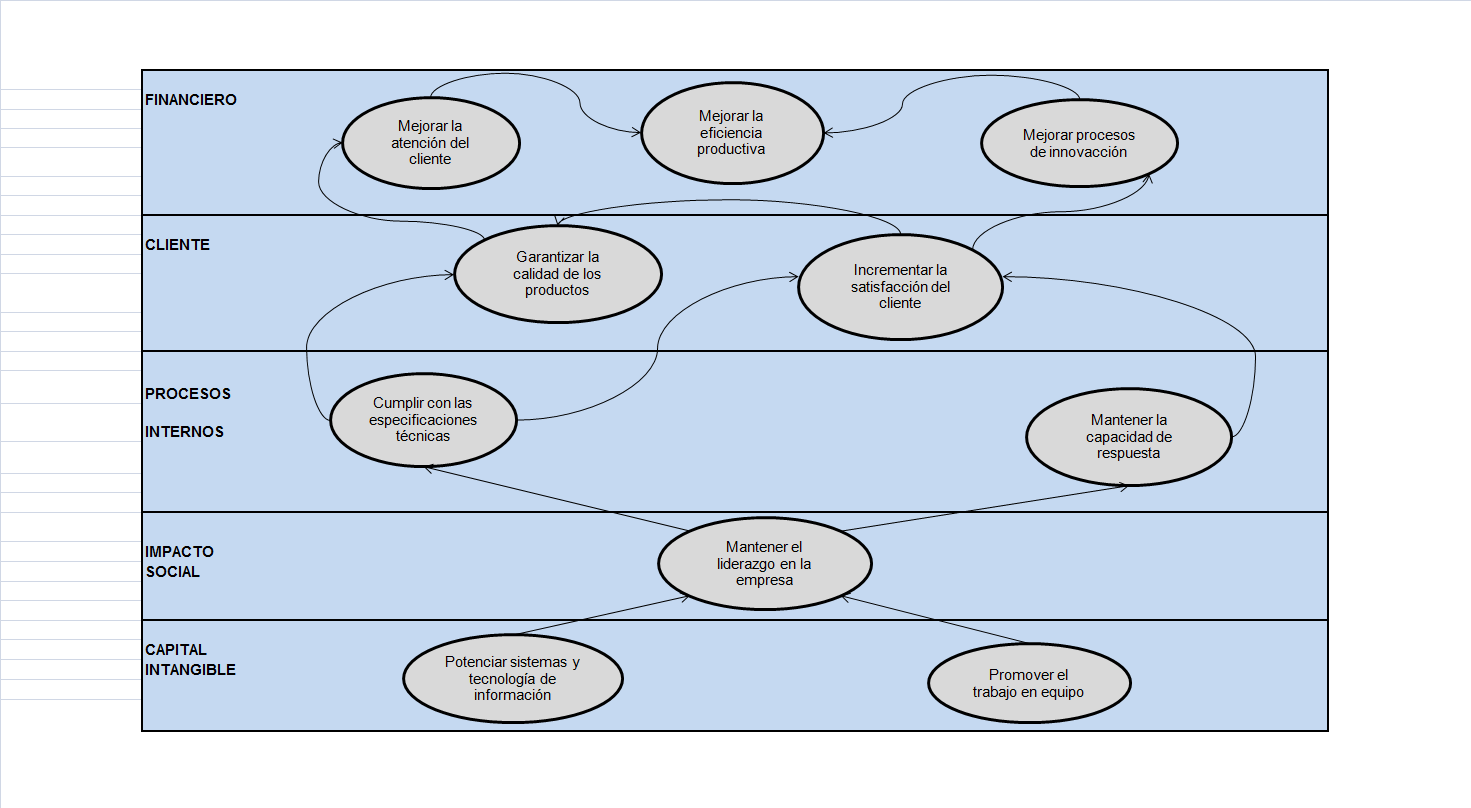 FINANCIERO
Mejorar la
atención del
cliente
Mejorar la
eficiencia
productiva
Mejorar procesos
de innovacción
CLIENTE
Garantizar la
calidad de los
productos
Incrementar la
satisfacción del
cliente
PROCESOS
INTERNOS
Cumplir con las
especificaciones
técnicas
Mantener la
capacidad de
respuesta
IMPACTO
SOCIAL
Mantener el
liderazgo en la
empresa
CAPITAL
INTANGIBLE
Potenciar sistemas y
tecnología de
información
Promover el
trabajo en equipo